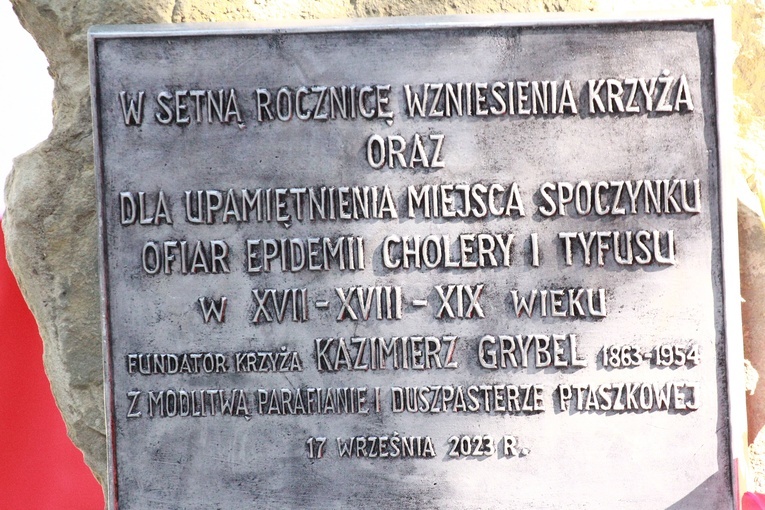 W SETNĄ ROCZNICĘ WZNIESIENIA KRZYŻA
ORAZ
DLA UPAMIĘTNIENIA MIEJSCA SPOCZYNKU
OFIAR EPIDEMII CHOLERY I TYFUSU
W XVII - XVIII - XIX WIEKU
FUNDATOR KRZYŻA KAZIMIERZ GRYBEL 1863-1954
Z MODLITWĄ PARAFIANIE I DUSZPASTERZE PTASZKOWEJ
17 WRZEŚNIA 2023 R.